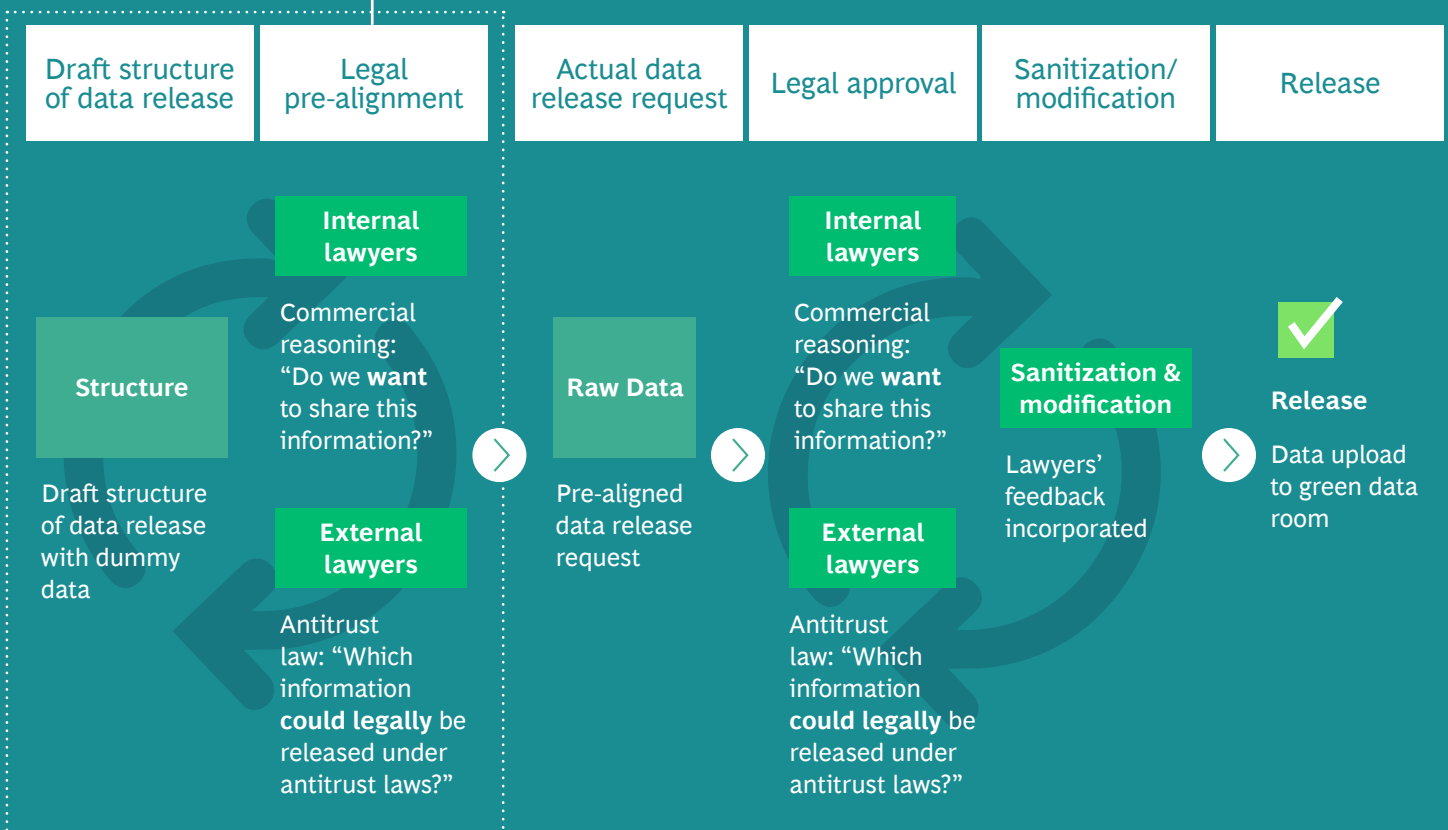 Draft structure
of data release
Legal
pre-alignment
Actual data
release request
Legal approval
Sanitization/
modification
Release
Structure
Draft structure
of data release
with dummy
data
Internal
lawyers
Commercial
reasoning:
“Do we want
to share this
information?”
External
lawyers
Antitrust
law: “Which
information
could legally be
released under
antitrust laws?”
Raw Data
Pre-aligned
data release
request
Internal
lawyers
Commercial
reasoning:
“Do we want
to share this
information?”
External
lawyers
Antitrust
law: “Which
information
could legally be
released under
antitrust laws?”
Sanitization &
modification
Lawyers’
feedback
incorporated
Release
Data upload
to green data
room